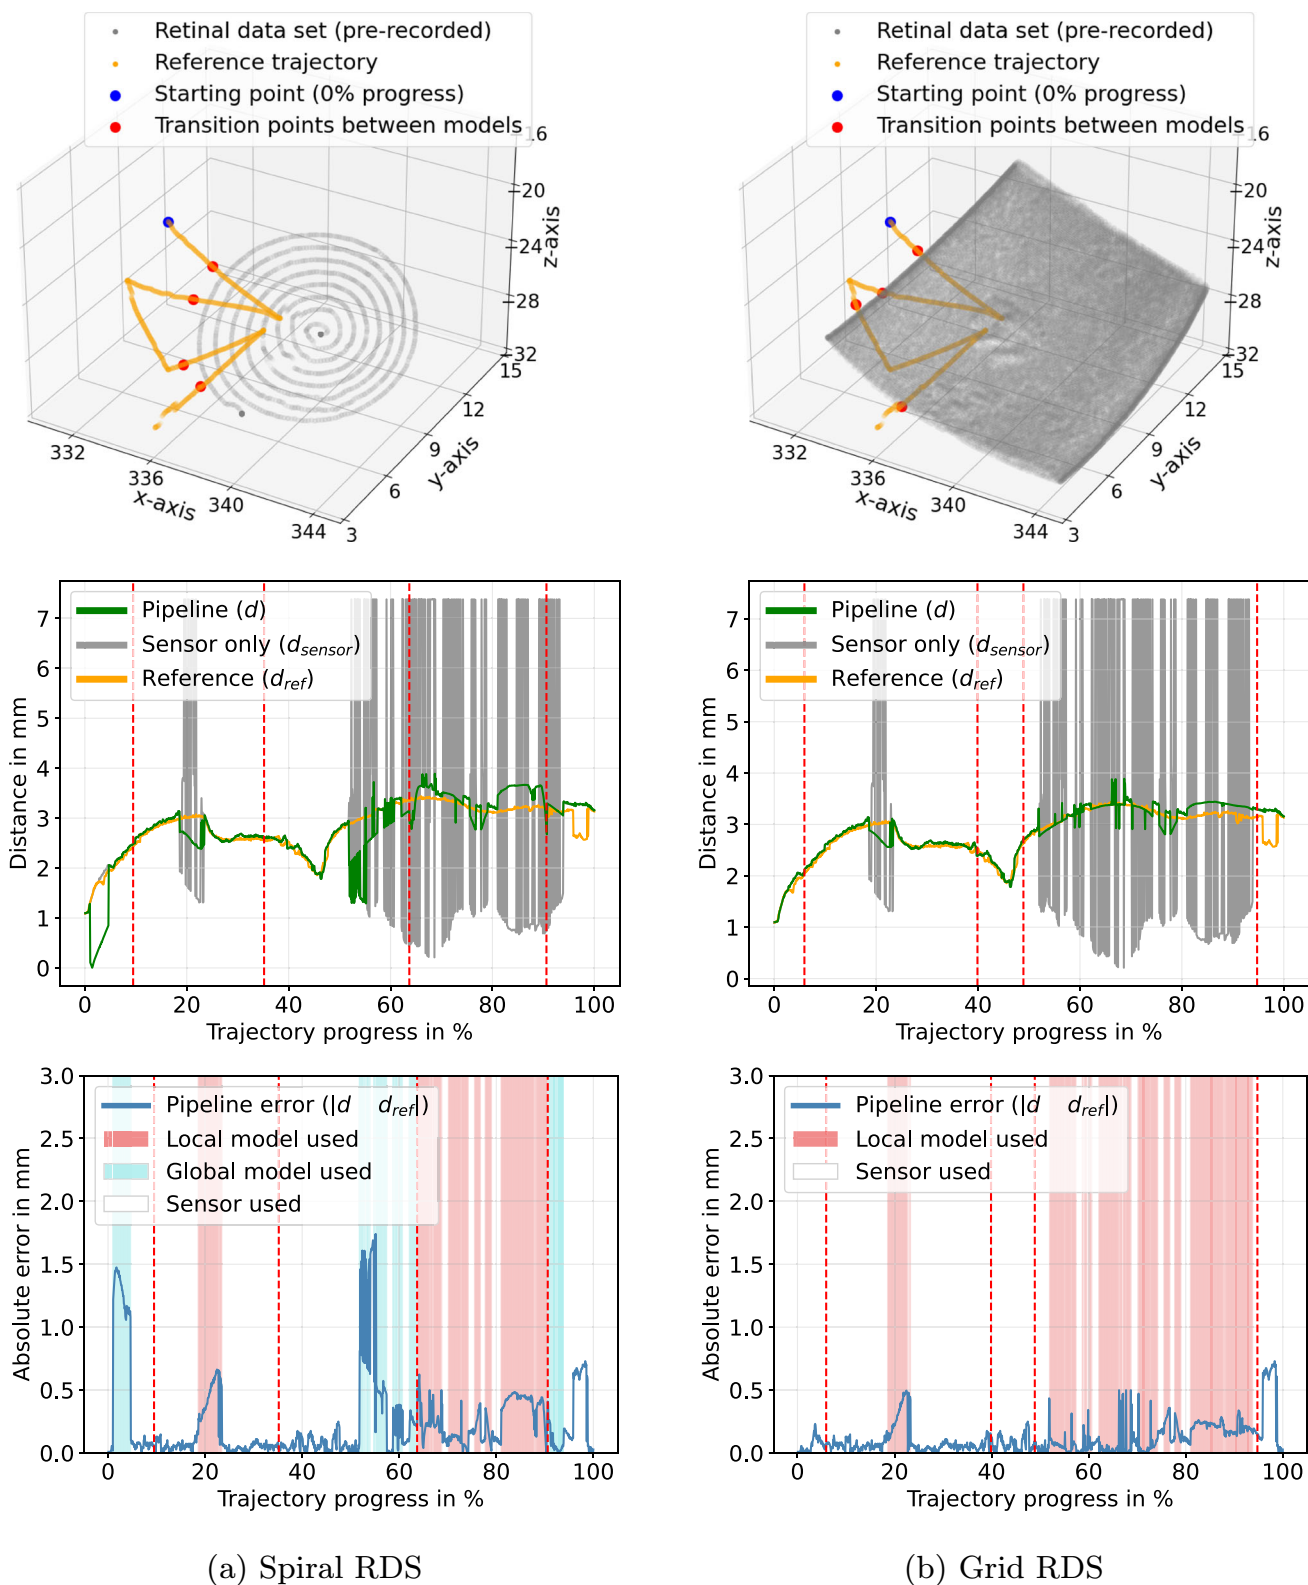 Retinal data set (pre-recorded)
Reference trajectory
Starting point (0% progress)
Transition points between models
−16
−20
−24
−28
−32
z-axis
15
12
9
6
3
y-axis
332
336
340
344
x-axis
Retinal data set (pre-recorded)
Reference trajectory
Starting point (0% progress)
Transition points between models
−16
−20
−24
−28
−32
z-axis
15
12
9
6
3
y-axis
332
336
340
344
x-axis
Pipeline (d)
Sensor only (d_sensor)
Reference (d_ref)
7
6
5
4
3
2
1
0
Distance in mm
0 20 40 60 80 100
Trajectory progress in %
Pipeline (d)
Sensor only (d_sensor)
Reference (d_ref)
7
6
5
4
3
2
1
0
Distance in mm
0 20 40 60 80 100
Trajectory progress in %
Pipeline error (|d d_ref|)
Local model used
Global model used
Sensor used
3.0
2.5
2.0
1.5
1.0
0.5
0.0
Absolute error in mm
0 20 40 60 80 100
Trajectory progress in %
Pipeline error (|d d_ref|)
Local model used
Sensor used
3.0
2.5
2.0
1.5
1.0
0.5
0.0
Absolute error in mm
0 20 40 60 80 100
Trajectory progress in %
(a) Spiral RDS
(b) Grid RDS